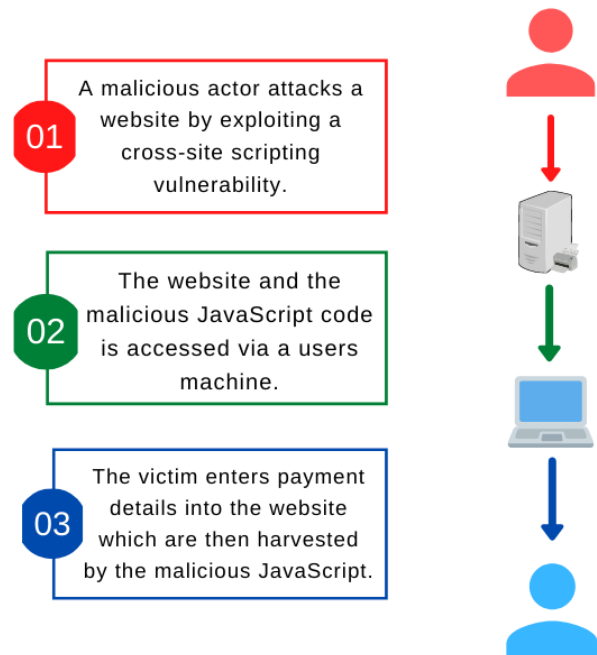 01
A malicious actor attacks a
website by exploiting a
cross-site scripting
vulnerability.
02
The website and the
malicious JavaScript code
is accessed via a users
machine.
03
The victim enters payment
details into the website
which are then harvested
by the malicious JavaScript.